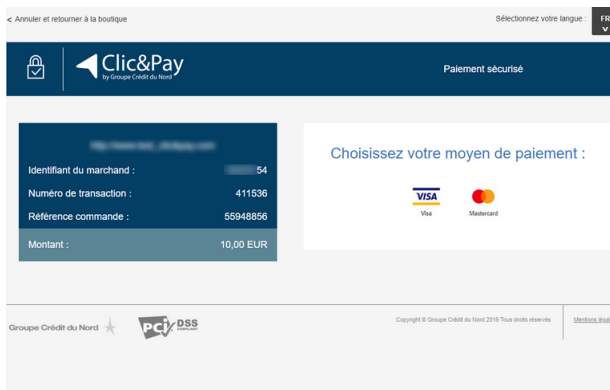 < Annuler et retourner à la boutique
Sélectionnez votre langue : FR
Clic&Pay
by Groupe Crédit du Nord
Paiement sécurisé
Choisissez votre moyen de paiement :
Identifiant du marchand : 54
Numéro de transaction : 411536
Référence commande : 55948856
Montant : 10,00 EUR
VISA
Visa Mastercard
Groupe Crédit du Nord
PCI DSS
COMPLIANT
Copyright © Groupe Crédit du Nord 2019 Tous droits réservés
Mentions légal